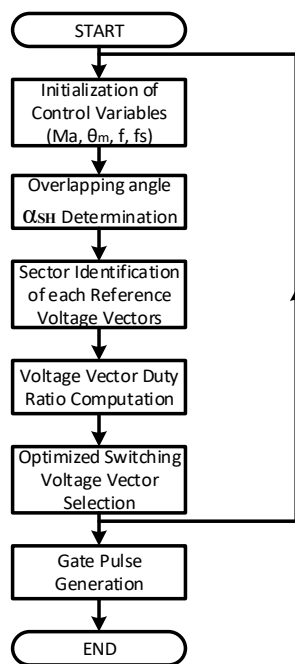 START
Initialization of
Control Variables
(Ma, θm, f, fs)
Overlapping angle
αSH Determination
Sector Identification
of each Reference
Voltage Vectors
Voltage Vector Duty
Ratio Computation
Optimized Switching
Voltage Vector
Selection
Gate Pulse
Generation
END